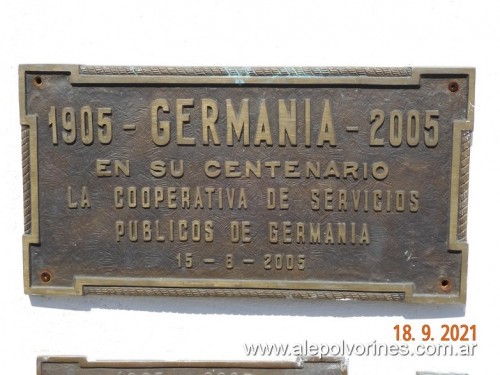 1905 - GERMANIA - 2005
EN SU CENTENARIO
LA COOPERATIVA DE SERVICIOS
PUBLICOS DE GERMANIA
15 - 8 - 2005
18. 9. 2021
www.alepolvorines.com.ar